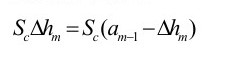 S_cΔh_m = S_c(a_{m−1} − Δh_m)